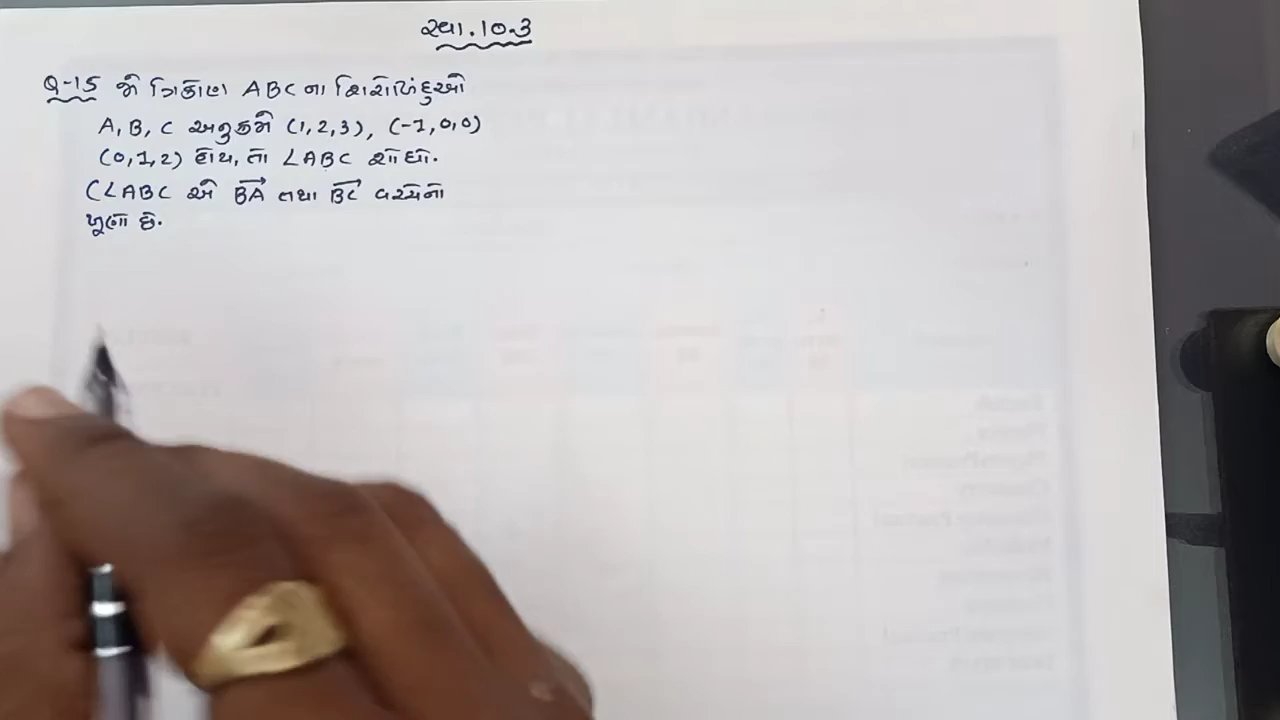 સ્વા.10.3
Q-15 જો ત્રિકોણ ABC ના શિરોબિંદુઓ
A, B, C અનુક્રમે (1,2,3), (-1,0,0)
(0,1,2) હોય, તો ∠ABC શોધો.
(∠ABC એ BA તથા BC વચ્ચેનો
ખૂણો છે.